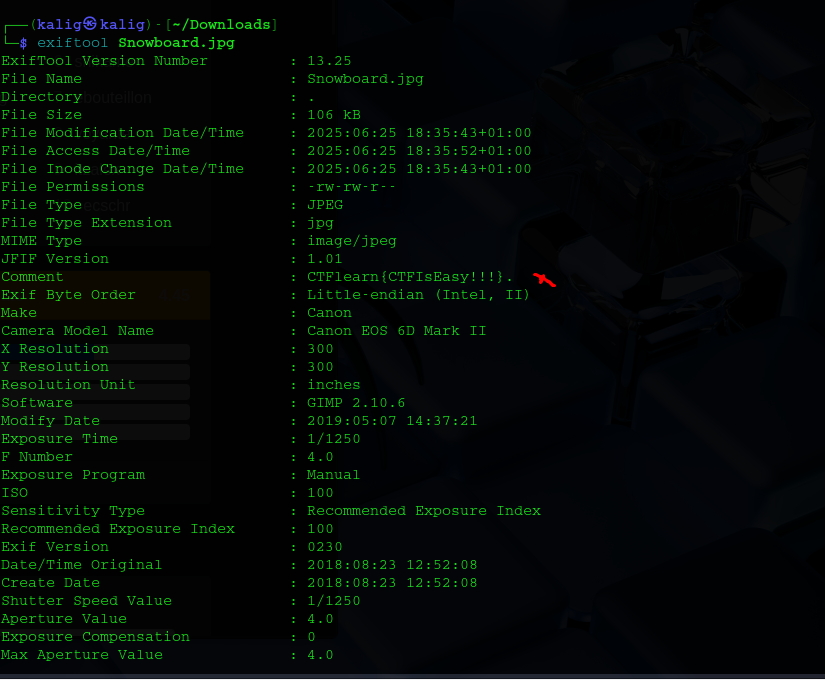 ┌──(kalig㉿kalig)-[~/Downloads]
└─$ exiftool Snowboard.jpg
ExifTool Version Number : 13.25
File Name : Snowboard.jpg
Directory : .
File Size : 106 kB
File Modification Date/Time : 2025:06:25 18:35:43+01:00
File Access Date/Time : 2025:06:25 18:35:52+01:00
File Inode Change Date/Time : 2025:06:25 18:35:43+01:00
File Permissions : -rw-rw-r--
File Type : JPEG
File Type Extension : jpg
MIME Type : image/jpeg
JFIF Version : 1.01
Comment : CTFlearn{CTFIsEasy!!!}.
Exif Byte Order : Little-endian (Intel, II)
Make : Canon
Camera Model Name : Canon EOS 6D Mark II
X Resolution : 300
Y Resolution : 300
Resolution Unit : inches
Software : GIMP 2.10.6
Modify Date : 2019:05:07 14:37:21
Exposure Time : 1/1250
F Number : 4.0
Exposure Program : Manual
ISO : 100
Sensitivity Type : Recommended Exposure Index
Recommended Exposure Index : 100
Exif Version : 0230
Date/Time Original : 2018:08:23 12:52:08
Create Date : 2018:08:23 12:52:08
Shutter Speed Value : 1/1250
Aperture Value : 4.0
Exposure Compensation : 0
Max Aperture Value : 4.0